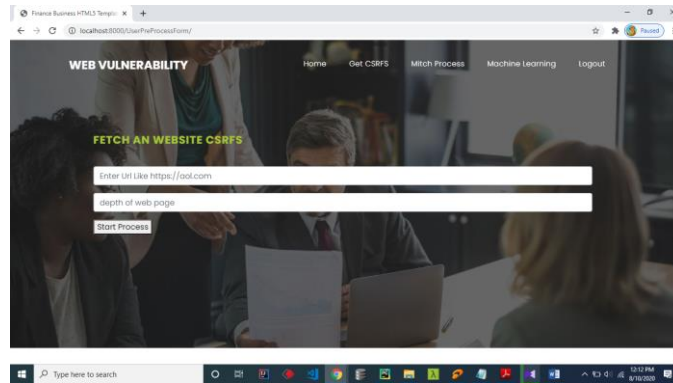 Finance Business HTML5 Templa
localhost:8000/UserPreProcessForm/
Paused
WEB VULNERABILITY
Home Get CSRFS Mitch Process Machine Learning Logout
FETCH AN WEBSITE CSRFS
Enter Url Like https://aol.com
depth of web page
Start Process
Type here to search
12:12 PM
8/10/2020